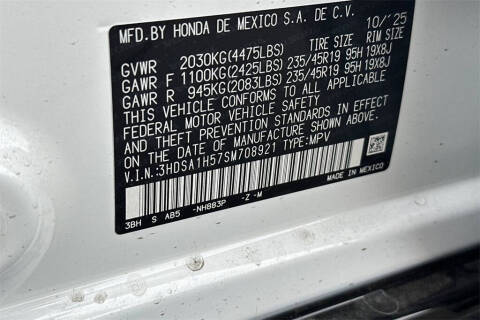 MFD.BY HONDA DE MEXICO S.A. DE C.V. 10/'25
GVWR 2030KG(4475LBS) TIRE SIZE RIM SIZE
GAWR F 1100KG(2425LBS) 235/45R19 95H 19X8J
GAWR R 945KG(2083LBS) 235/45R19 95H 19X8J
THIS VEHICLE CONFORMS TO ALL APPLICABLE
FEDERAL MOTOR VEHICLE SAFETY
AND THEFT PREVENTION STANDARDS IN EFFECT
ON THE DATE OF MANUFACTURE SHOWN ABOVE.
V.I.N.:3HDSA1H57SM708921 TYPE:MPV
3BH S AB5 -NH883P -Z -M MADE IN MEXICO